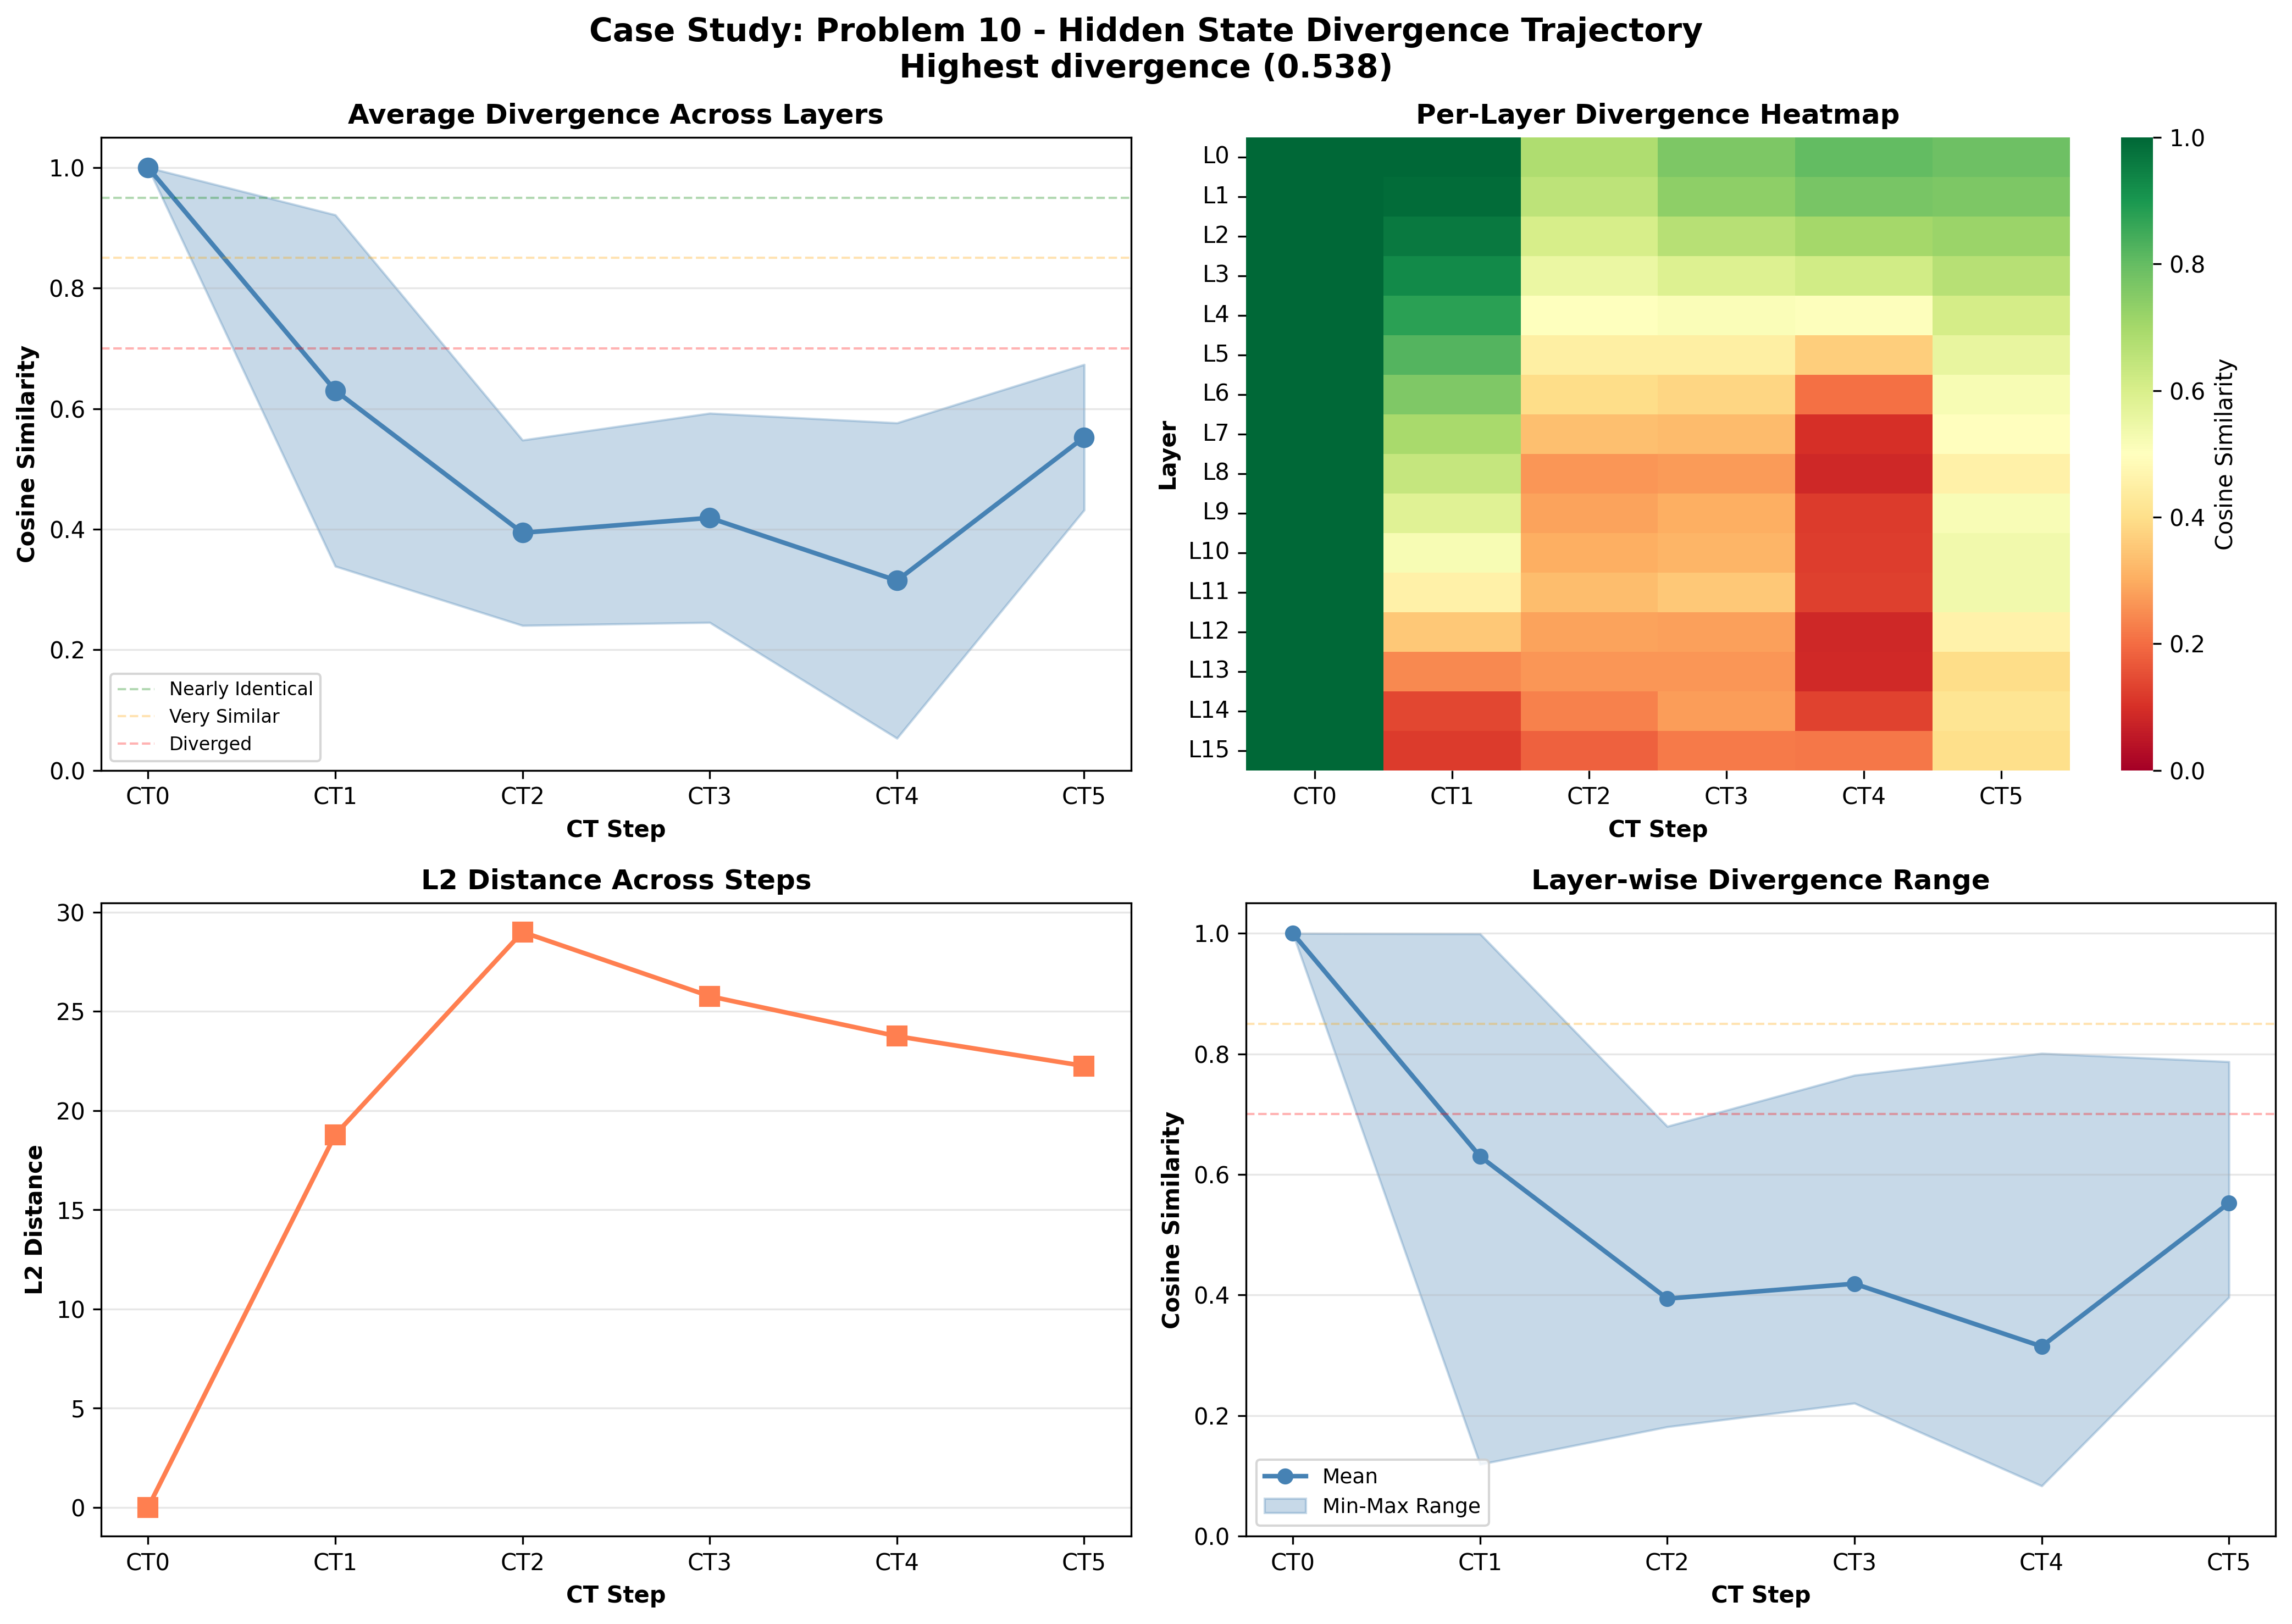 Case Study: Problem 10 - Hidden State Divergence Trajectory
Highest divergence (0.538)
Average Divergence Across Layers
Cosine Similarity
1.0
0.8
0.6
0.4
0.2
0.0
Nearly Identical
Very Similar
Diverged
CT0 CT1 CT2 CT3 CT4 CT5
CT Step
Per-Layer Divergence Heatmap
Layer
L0
L1
L2
L3
L4
L5
L6
L7
L8
L9
L10
L11
L12
L13
L14
L15
CT0 CT1 CT2 CT3 CT4 CT5
CT Step
1.0
0.8
0.6
0.4
0.2
0.0
Cosine Similarity
L2 Distance Across Steps
L2 Distance
30
25
20
15
10
5
0
CT0 CT1 CT2 CT3 CT4 CT5
CT Step
Layer-wise Divergence Range
Cosine Similarity
1.0
0.8
0.6
0.4
0.2
0.0
Mean
Min-Max Range
CT0 CT1 CT2 CT3 CT4 CT5
CT Step